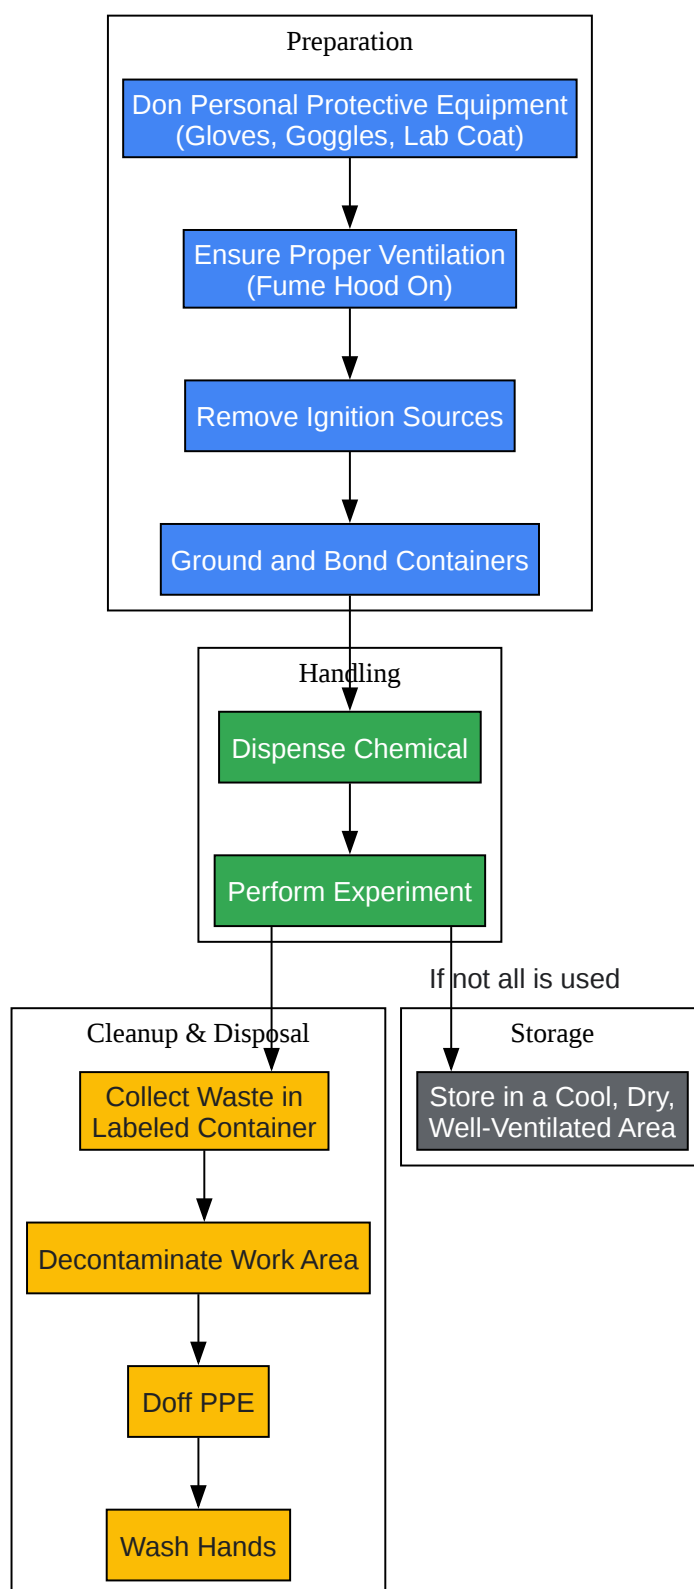 Preparation
Don Personal Protective Equipment
(Gloves, Goggles, Lab Coat)
Ensure Proper Ventilation
(Fume Hood On)
Remove Ignition Sources
Ground and Bond Containers
Handling
Dispense Chemical
Perform Experiment
If not all is used
Cleanup & Disposal
Collect Waste in
Labeled Container
Decontaminate Work Area
Doff PPE
Wash Hands
Storage
Store in a Cool, Dry,
Well-Ventilated Area